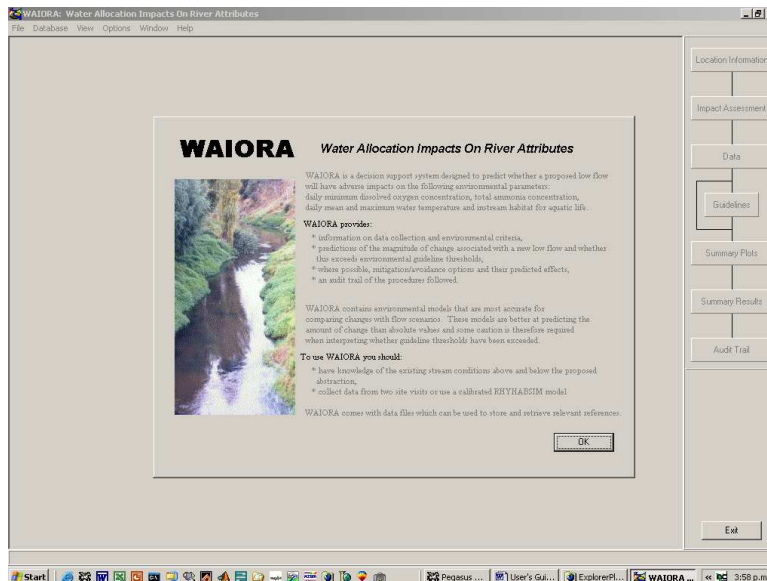 WAIORA: Water Allocation Impacts On River Attributes
File Database View Options Window Help
WAIORA Water Allocation Impacts On River Attributes
WAIORA is a decision support system designed to predict whether a proposed low flow
will have adverse impacts on the following environmental parameters:
daily minimum dissolved oxygen concentration, total ammonia concentration,
daily mean and maximum water temperature and instream habitat for aquatic life.
WAIORA provides:
* information on data collection and environmental criteria,
* predictions of the magnitude of change associated with a new low flow and whether
this exceeds environmental guideline thresholds,
* where possible, mitigation/avoidance options and their predicted effects,
* an audit trail of the procedures followed.
WAIORA contains environmental models that are most accurate for
comparing changes with flow scenarios. These models are better at predicting the
amount of change than absolute values and some caution is therefore required
when interpreting whether guideline thresholds have been exceeded.
To use WAIORA you should:
* have knowledge of the existing stream conditions above and below the proposed
abstraction,
* collect data from two site visits or use a calibrated RHYHABSIM model
WAIORA comes with data files which can be used to store and retrieve relevant references.
OK
Location Information
Impact Assessment
Data
Guidelines
Summary Plots
Summary Results
Audit Trail
Exit
Start Pegasus ... User's Gui... ExplorerPl... WAIORA ... « 3:58 p.m